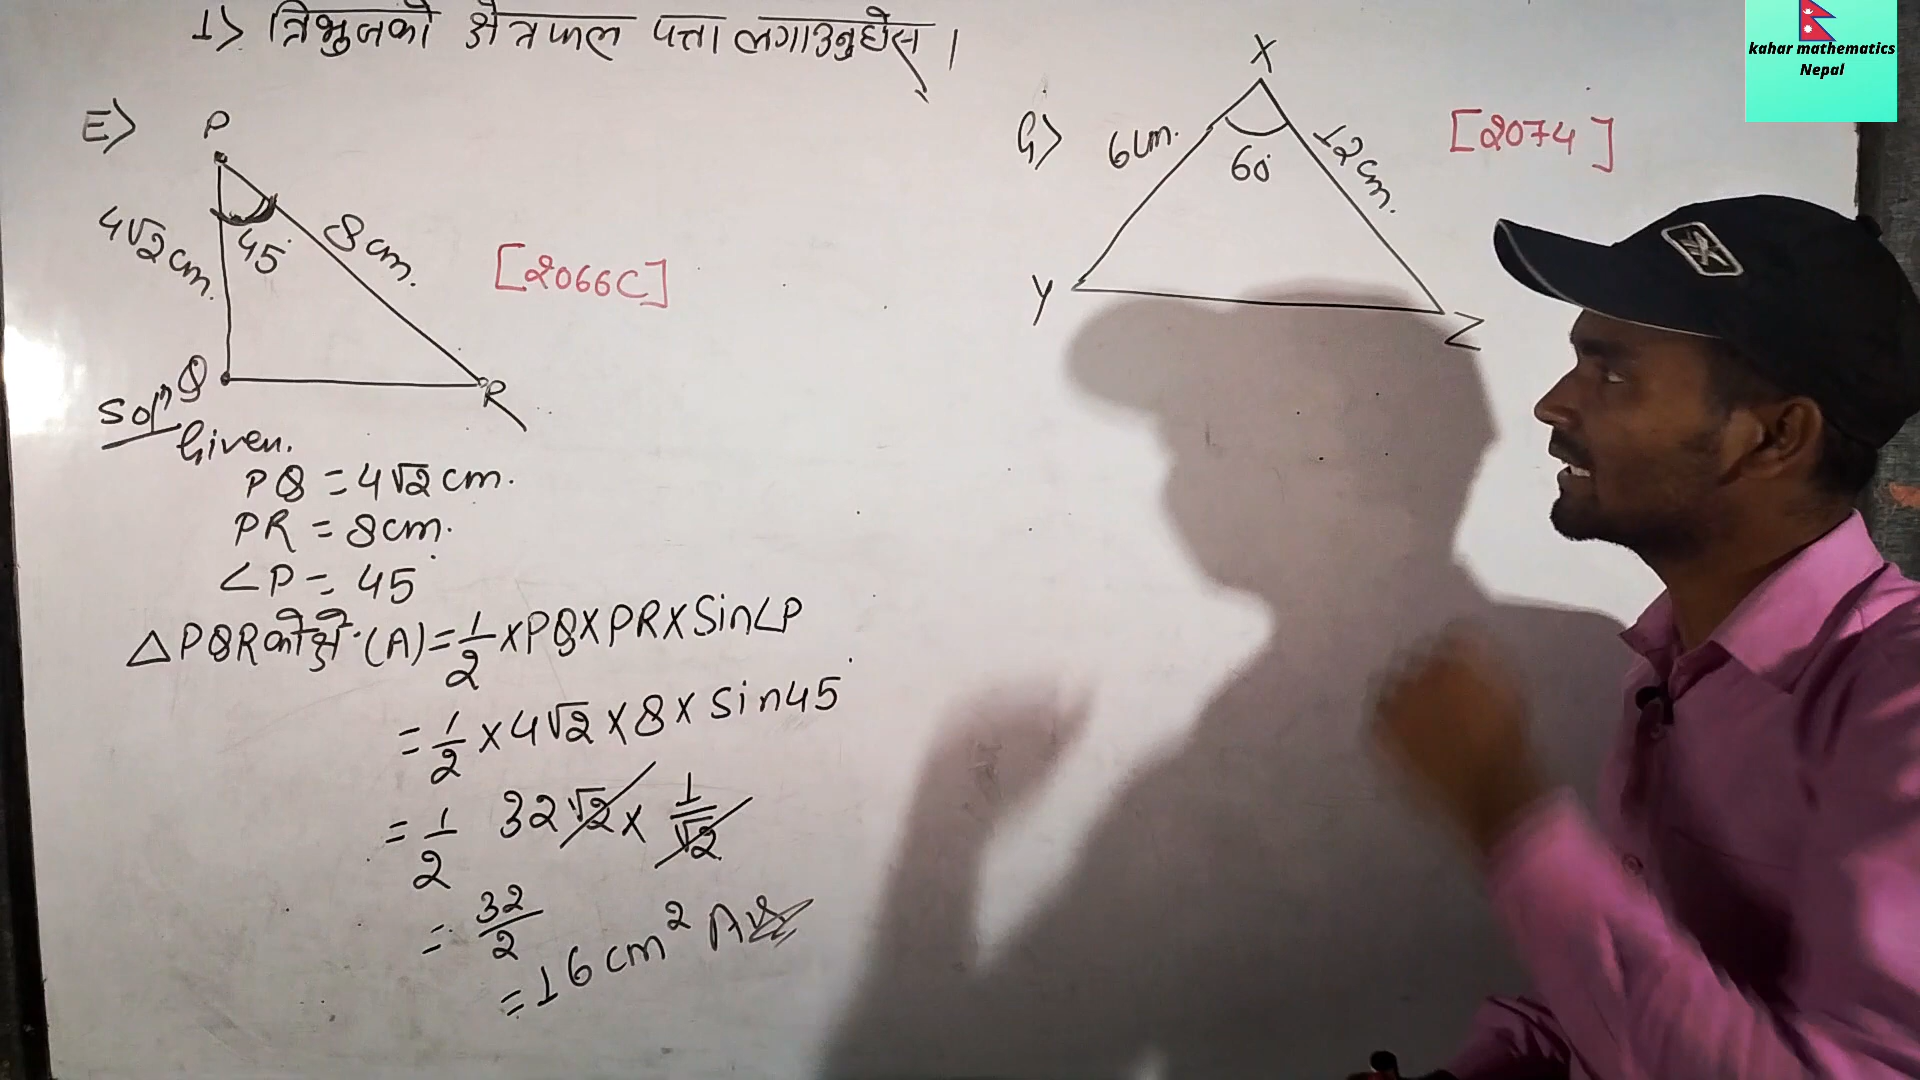 1> त्रिभुजको क्षेत्रफल पत्ता लगाउनुहोस् ।
E>
P
4√2 cm.
45°
8 cm.
[2066C]
Q
R
Solⁿ
Given.
PQ = 4√2 cm.
PR = 8 cm.
∠P = 45°
△PQR को क्षे. (A) = 1/2 × PQ × PR × Sin∠P
= 1/2 × 4√2 × 8 × Sin45°
= 1/2 32√2 × 1/√2
= 32/2
= 16 cm² Ans
G>
X
6 cm.
60°
12 cm.
[2074]
Y
Z
kahar mathematics
Nepal